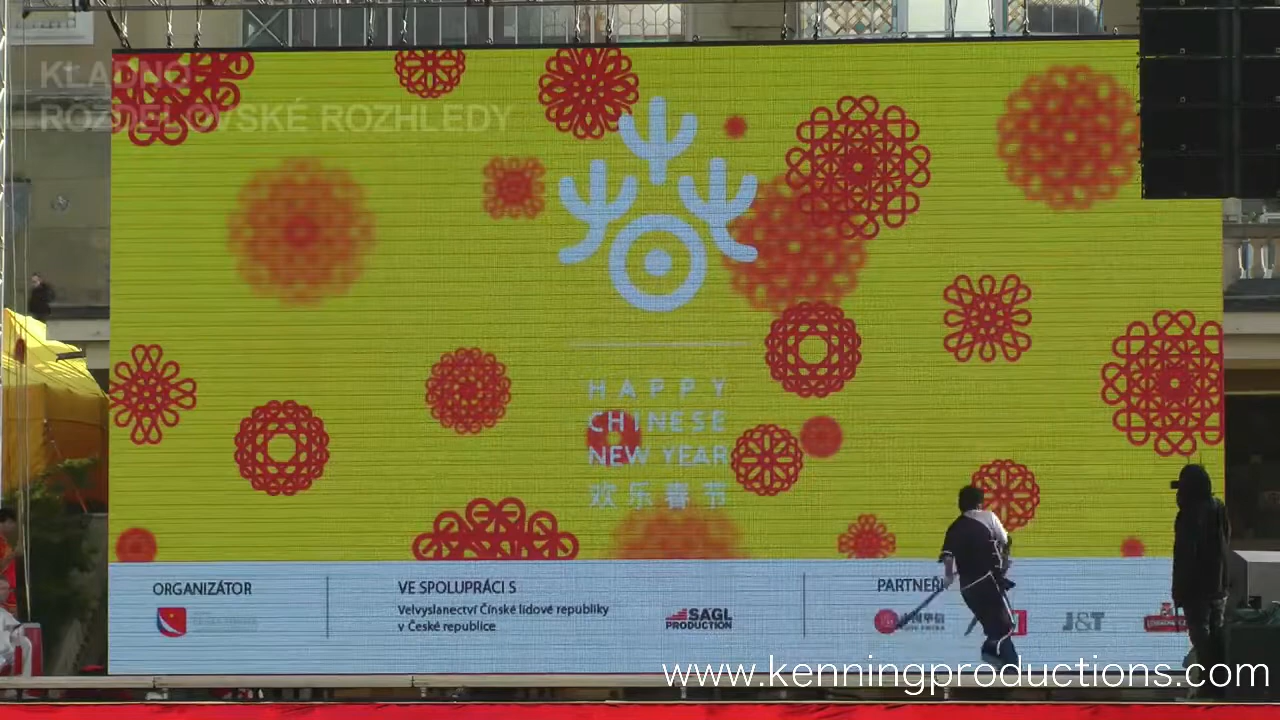 KLADNO
ROZDĚLOVSKÉ ROZHLEDY
HAPPY
CHINESE
NEW YEAR
欢乐春节
ORGANIZÁTOR
VE SPOLUPRÁCI S
Velvyslanectví Čínské lidové republiky
v České republice
SAGL
PRODUCTION
PARTNEŘI
J&T
www.kenningproductions.com